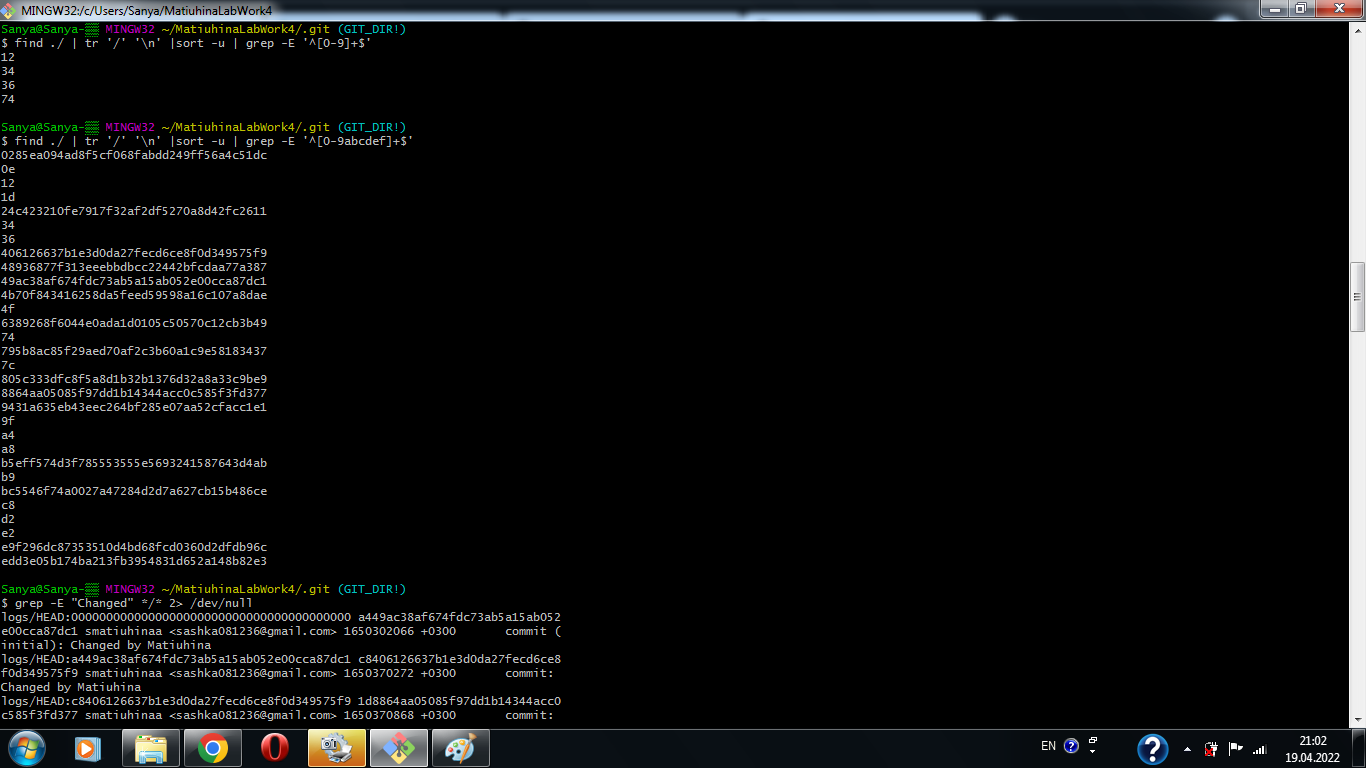 MINGW32:/c/Users/Sanya/MatiuhinaLabWork4
Sanya@Sanya-▒▒ MINGW32 ~/MatiuhinaLabWork4/.git (GIT_DIR!)
$ find ./ | tr '/' '\n' |sort -u | grep -E '^[0-9]+$'
12
34
36
74
Sanya@Sanya-▒▒ MINGW32 ~/MatiuhinaLabWork4/.git (GIT_DIR!)
$ find ./ | tr '/' '\n' |sort -u | grep -E '^[0-9abcdef]+$'
0285ea094ad8f5cf068fabdd249ff56a4c51dc
0e
12
1d
24c423210fe7917f32af2df5270a8d42fc2611
34
36
406126637b1e3d0da27fecd6ce8f0d349575f9
48936877f313eeebbdbcc22442bfcdaa77a387
49ac38af674fdc73ab5a15ab052e00cca87dc1
4b70f843416258da5feed59598a16c107a8dae
4f
6389268f6044e0ada1d0105c50570c12cb3b49
74
795b8ac85f29aed70af2c3b60a1c9e58183437
7c
805c333dfc8f5a8d1b32b1376d32a8a33c9be9
8864aa05085f97dd1b14344acc0c585f3fd377
9431a635eb43eec264bf285e07aa52cfacc1e1
9f
a4
a8
b5eff574d3f785553555e5693241587643d4ab
b9
bc5546f74a0027a47284d2d7a627cb15b486ce
c8
d2
e2
e9f296dc87353510d4bd68fcd0360d2dfdb96c
edd3e05b174ba213fb3954831d652a148b82e3
Sanya@Sanya-▒▒ MINGW32 ~/MatiuhinaLabWork4/.git (GIT_DIR!)
$ grep -E "Changed" */* 2> /dev/null
logs/HEAD:0000000000000000000000000000000000000000 a449ac38af674fdc73ab5a15ab052
e00cca87dc1 smatiuhinaa <sashka081236@gmail.com> 1650302066 +0300 commit (
initial): Changed by Matiuhina
logs/HEAD:a449ac38af674fdc73ab5a15ab052e00cca87dc1 c8406126637b1e3d0da27fecd6ce8
f0d349575f9 smatiuhinaa <sashka081236@gmail.com> 1650370272 +0300 commit:
Changed by Matiuhina
logs/HEAD:c8406126637b1e3d0da27fecd6ce8f0d349575f9 1d8864aa05085f97dd1b14344acc0
c585f3fd377 smatiuhinaa <sashka081236@gmail.com> 1650370868 +0300 commit:
EN
21:02
19.04.2022